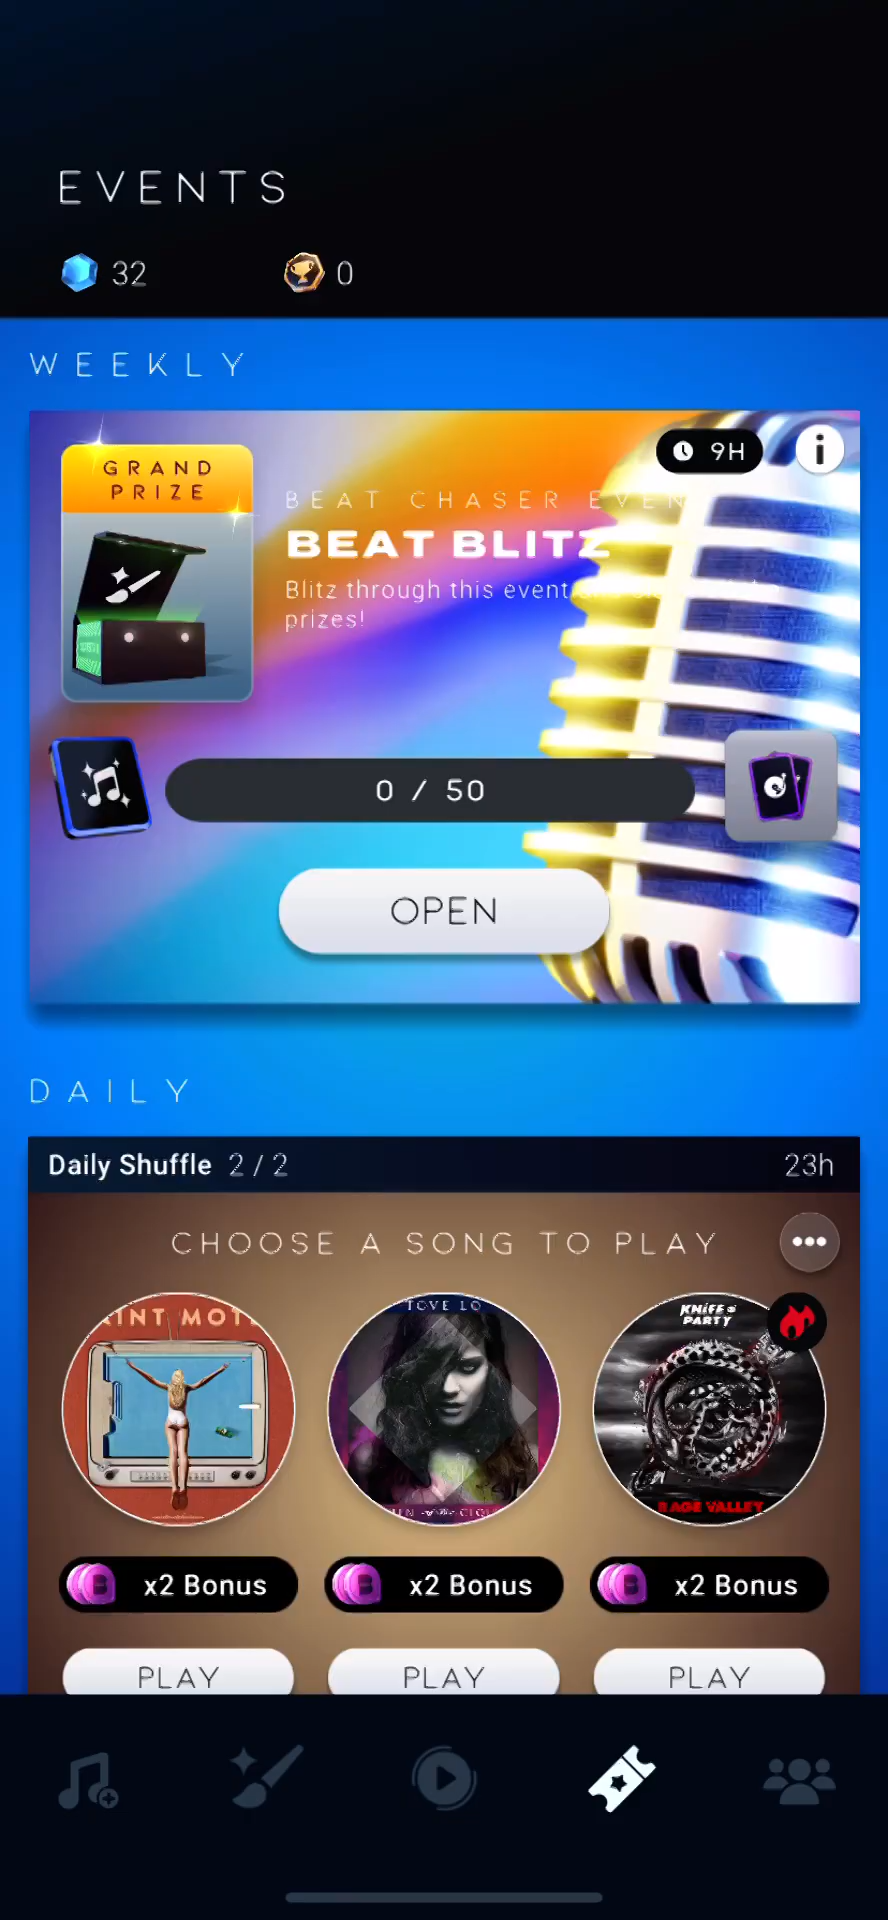 EVENTS
32
0
WEEKLY
9H
GRAND
PRIZE
BEAT CHASER EVENT
BEAT BLITZ
Blitz through this event
prizes!
0 / 50
OPEN
DAILY
Daily Shuffle 2 / 2
23h
CHOOSE A SONG TO PLAY
TOVE LO
KNiFE
PARTY
RAGE VALLEY
x2 Bonus
x2 Bonus
x2 Bonus
PLAY
PLAY
PLAY